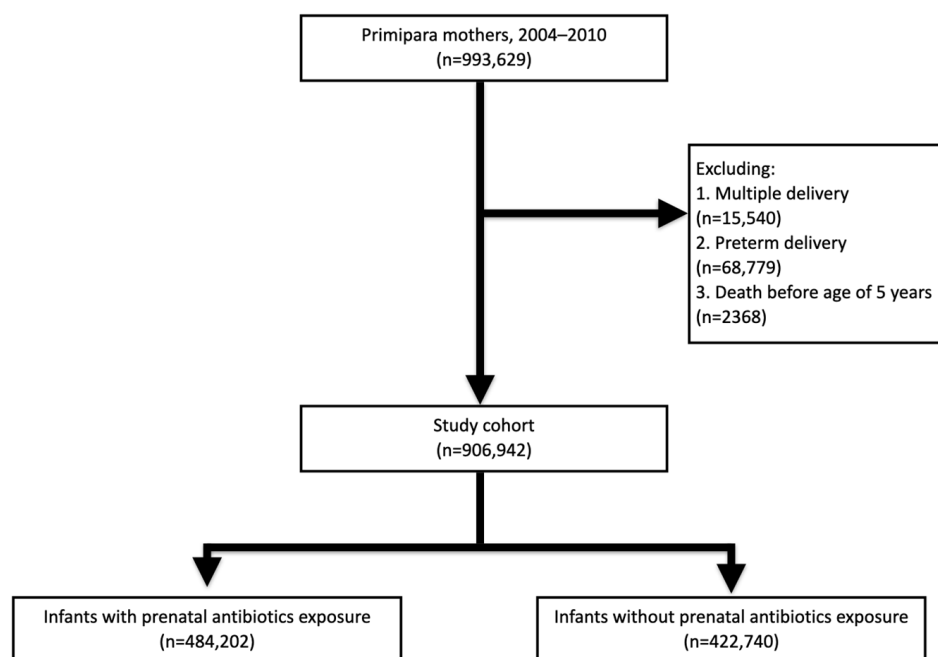 Primipara mothers, 2004–2010
(n=993,629)
Excluding:
1. Multiple delivery
(n=15,540)
2. Preterm delivery
(n=68,779)
3. Death before age of 5 years
(n=2368)
Study cohort
(n=906,942)
Infants with prenatal antibiotics exposure
(n=484,202)
Infants without prenatal antibiotics exposure
(n=422,740)